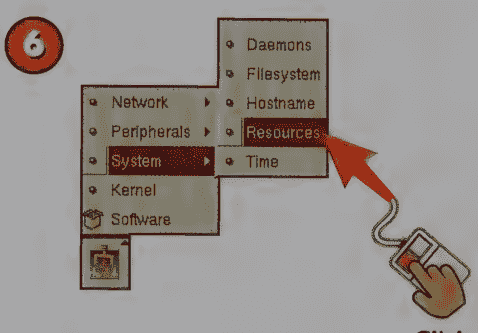 6
Daemons
Filesystem
Hostname
Resources
Time
Network
Peripherals
System
Kernel
Software